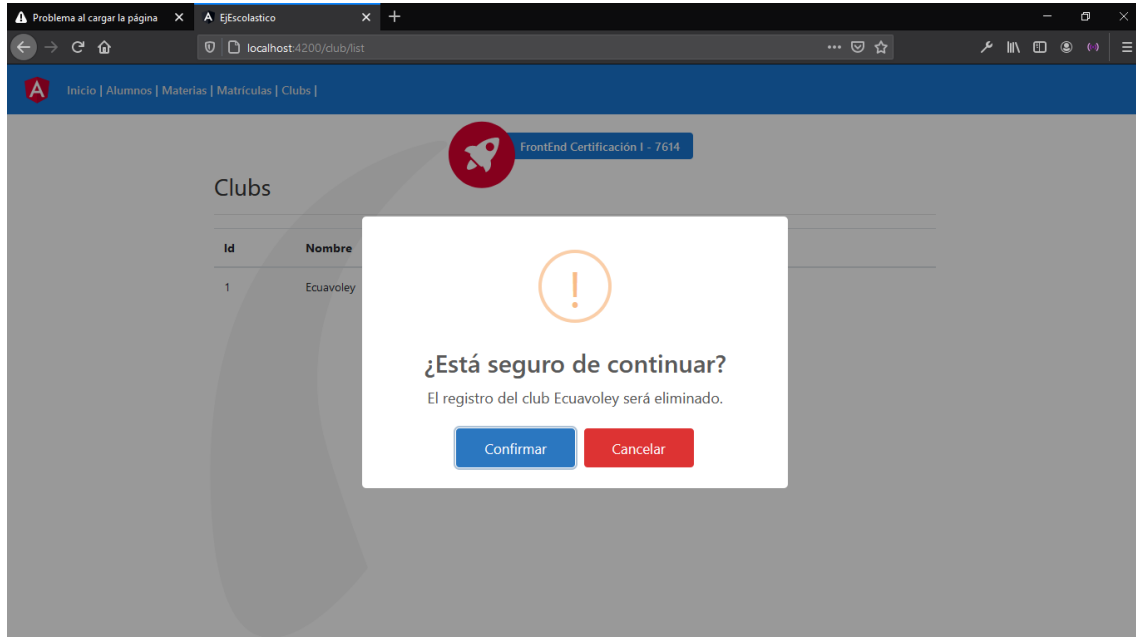 Problema al cargar la página
EjEscolastico
localhost:4200/club/list
Inicio | Alumnos | Materias | Matrículas | Clubs |
FrontEnd Certificación I - 7614
Clubs
Id Nombre
1 Ecuavoley
!
¿Está seguro de continuar?
El registro del club Ecuavoley será eliminado.
Confirmar Cancelar